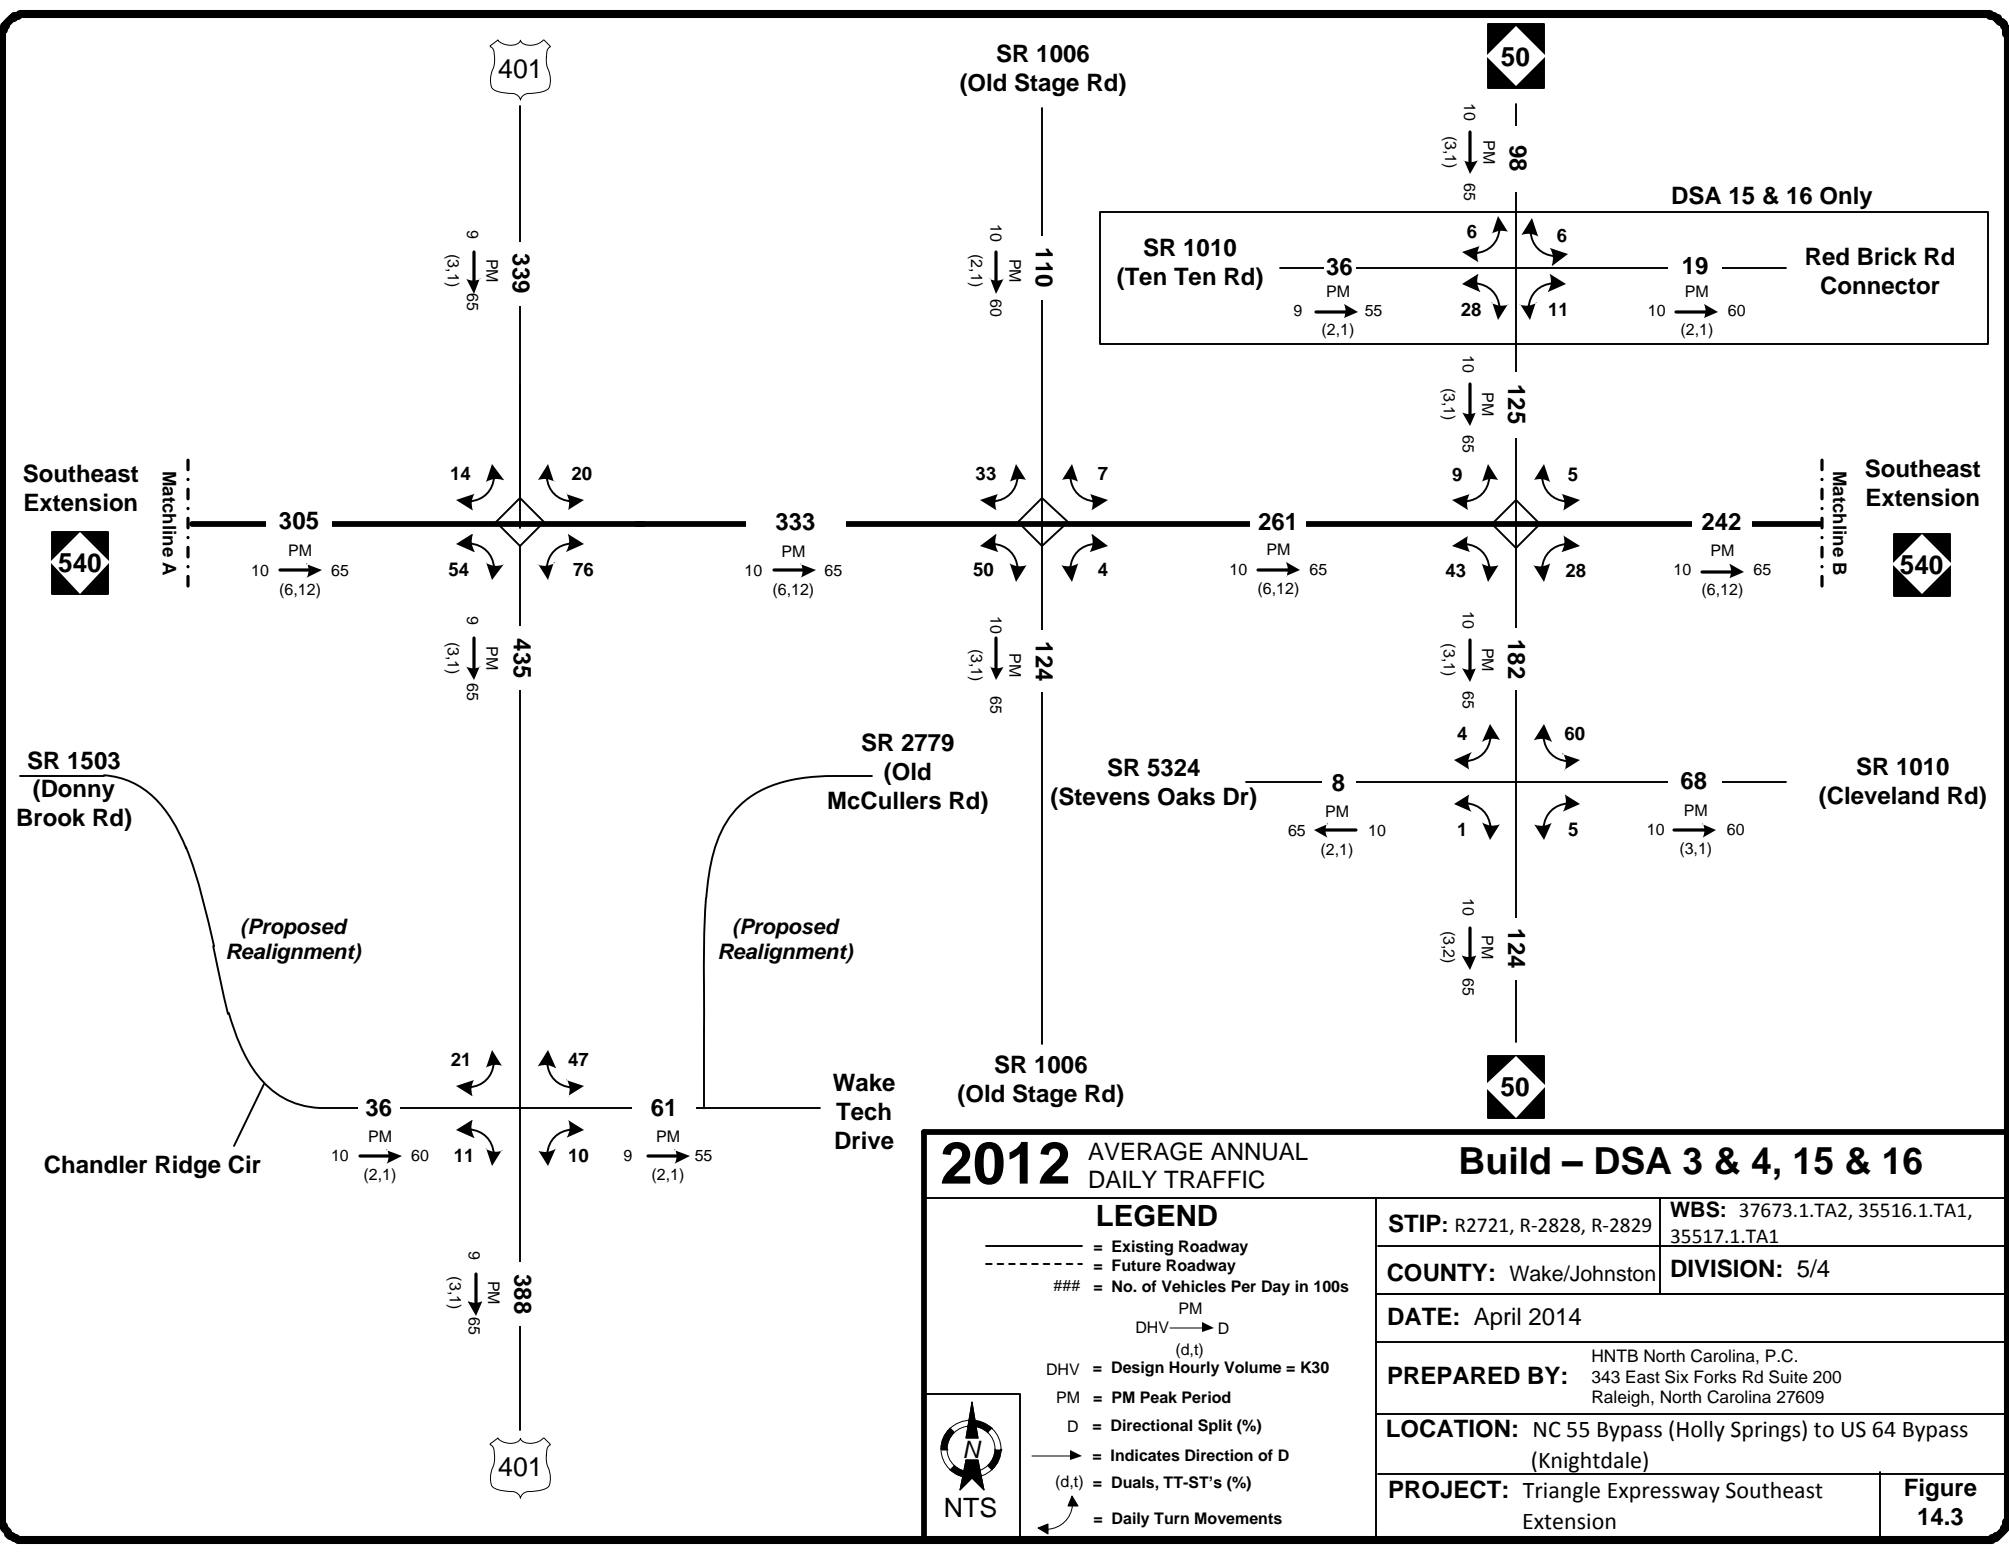 401
SR 1006
(Old Stage Rd)
50
10
PM
(3,1)
65
98
DSA 15 & 16 Only
9
PM
(3,1)
65
339
10
PM
(2,1)
60
110
SR 1010
(Ten Ten Rd)
36
PM
9 55
(2,1)
6
6
28
11
19
PM
10 60
(2,1)
Red Brick Rd
Connector
10
PM
(3,1)
65
125
Southeast
Extension
540
Matchline A
305
PM
10 65
(6,12)
14
20
54
76
333
PM
10 65
(6,12)
33
7
50
4
261
PM
10 65
(6,12)
9
5
43
28
242
PM
10 65
(6,12)
Matchline B
Southeast
Extension
540
9
PM
(3,1)
65
435
10
PM
(3,1)
65
124
10
PM
(3,1)
65
182
SR 1503
(Donny
Brook Rd)
SR 2779
(Old
McCullers Rd)
SR 5324
(Stevens Oaks Dr)
8
PM
65 10
(2,1)
4
60
1
5
68
PM
10 60
(3,1)
SR 1010
(Cleveland Rd)
(Proposed
Realignment)
(Proposed
Realignment)
10
PM
(3,2)
65
124
21
47
11
10
36
PM
10 60
(2,1)
61
PM
9 55
(2,1)
Wake
Tech
Drive
Chandler Ridge Cir
SR 1006
(Old Stage Rd)
50
9
PM
(3,1)
65
388
401
2012 AVERAGE ANNUAL
DAILY TRAFFIC
Build – DSA 3 & 4, 15 & 16
LEGEND
= Existing Roadway
= Future Roadway
### = No. of Vehicles Per Day in 100s
PM
DHV D
(d,t)
DHV = Design Hourly Volume = K30
PM = PM Peak Period
D = Directional Split (%)
= Indicates Direction of D
(d,t) = Duals, TT-ST's (%)
= Daily Turn Movements
N
NTS
STIP: R2721, R-2828, R-2829
WBS: 37673.1.TA2, 35516.1.TA1,
35517.1.TA1
COUNTY: Wake/Johnston
DIVISION: 5/4
DATE: April 2014
PREPARED BY: HNTB North Carolina, P.C.
343 East Six Forks Rd Suite 200
Raleigh, North Carolina 27609
LOCATION: NC 55 Bypass (Holly Springs) to US 64 Bypass
(Knightdale)
PROJECT: Triangle Expressway Southeast
Extension
Figure
14.3